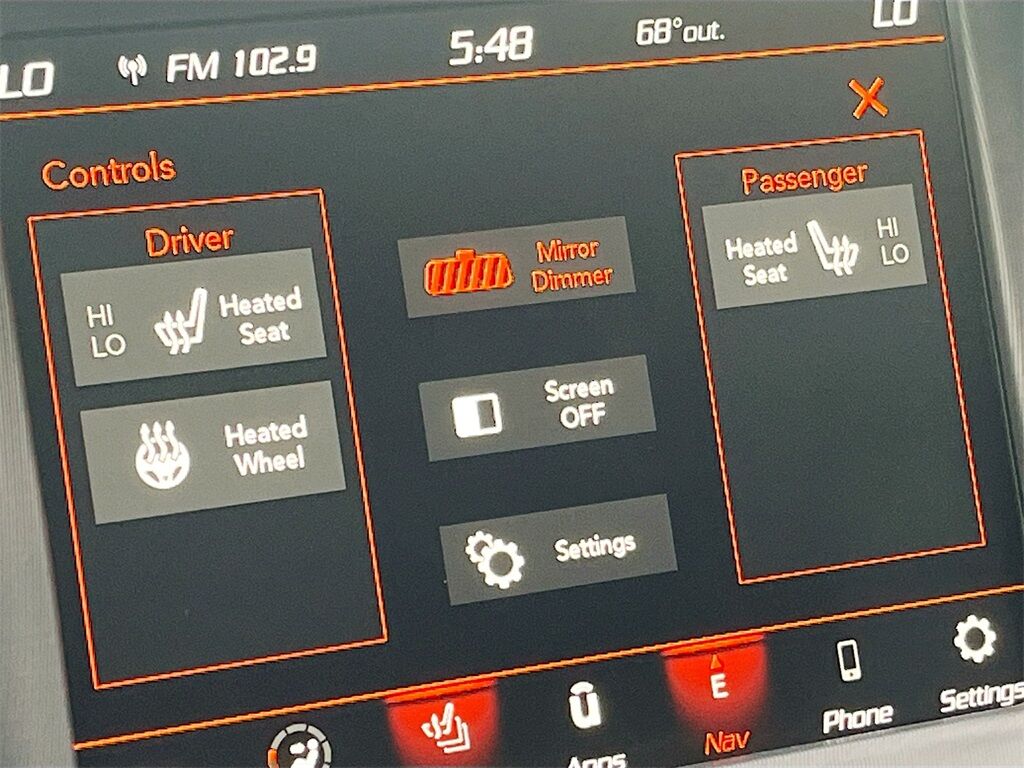 LO FM 102.9 5:48 68° out. LO
Controls
Driver
HI
LO
Heated
Seat
Heated
Wheel
Mirror
Dimmer
Screen
OFF
Settings
Passenger
Heated
Seat
HI
LO
Apps
E
Nav
Phone
Settings